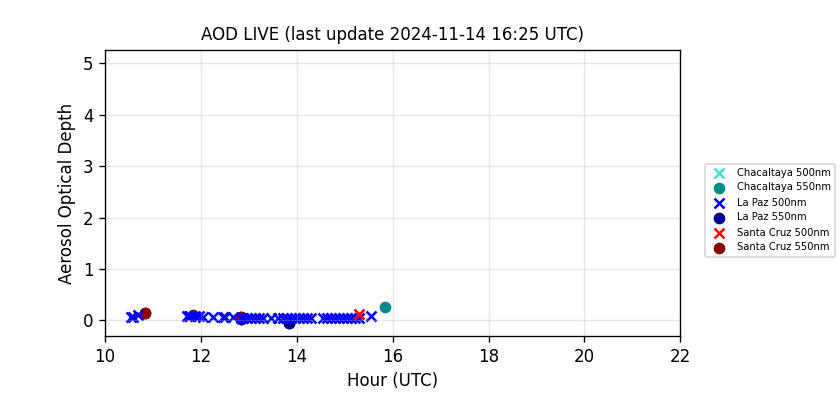 AOD LIVE (last update 2024-11-14 16:25 UTC)
Aerosol Optical Depth
5
4
3
2
1
0
10 12 14 16 18 20 22
Hour (UTC)
Chacaltaya 500nm
Chacaltaya 550nm
La Paz 500nm
La Paz 550nm
Santa Cruz 500nm
Santa Cruz 550nm